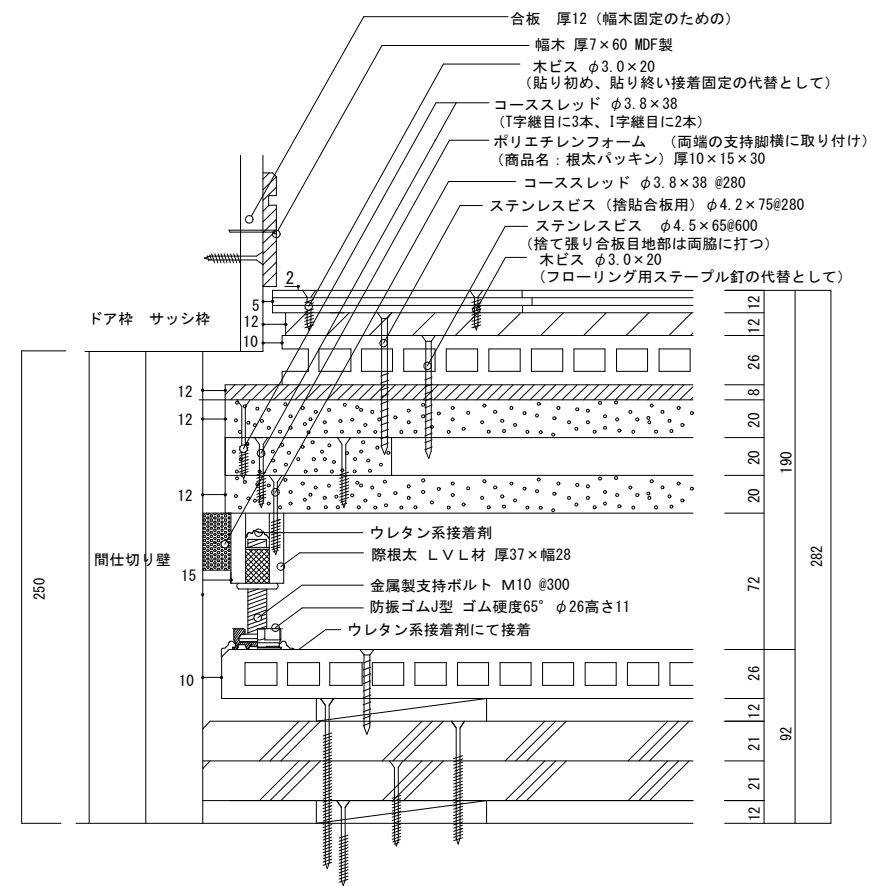 合板　厚12（幅木固定のための）
幅木 厚7×60 MDF製
木ビス φ3.0×20
（貼り初め、貼り終い接着固定の代替として）
コーススレッド φ3.8×38
（T字継目に3本、I字継目に2本）
ポリエチレンフォーム　（両端の支持脚横に取り付け）
（商品名：根太パッキン）厚10×15×30
コーススレッド φ3.8×38 @280
ステンレスビス（捨貼合板用）φ4.2×75@280
ステンレスビス　φ4.5×65@600
（捨て張り合板目地部は両脇に打つ）
木ビス φ3.0×20
（フローリング用ステープル釘の代替として）
2
5
12
10
ドア枠　サッシ枠
12
12
12
15
10
間仕切り壁
250
ウレタン系接着剤
際根太 ＬＶＬ材 厚37×幅28
金属製支持ボルト M10 @300
防振ゴムJ型 ゴム硬度65° φ26高さ11
ウレタン系接着剤にて接着
12
12
26
8
20
20
20
72
26
12
21
21
12
190
92
282